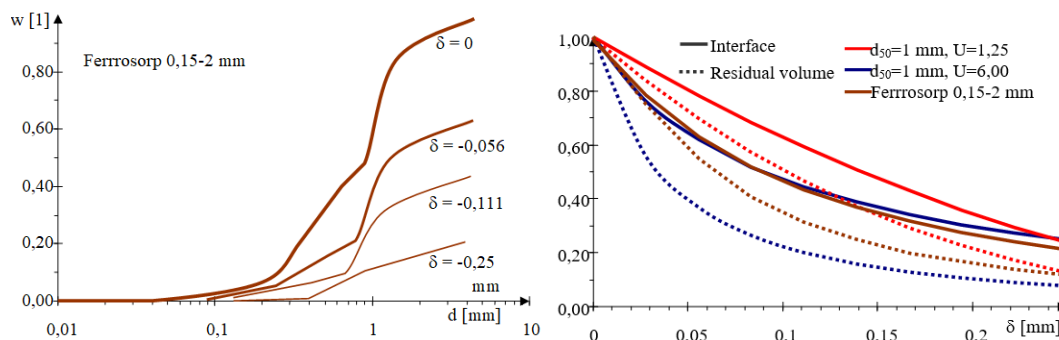 w [1]
Ferrrosorp 0,15-2 mm
δ = 0
0,80
0,60
δ = -0,056
0,40
δ = -0,111
0,20
δ = -0,25
mm
0,00
d [mm]
0,01
0,1
1
10
1,00
Interface
d50=1 mm, U=1,25
Residual volume
d50=1 mm, U=6,00
Ferrrosorp 0,15-2 mm
0,80
0,60
0,40
0,20
0,00
0
0,05
0,1
0,15
0,2
δ [mm]